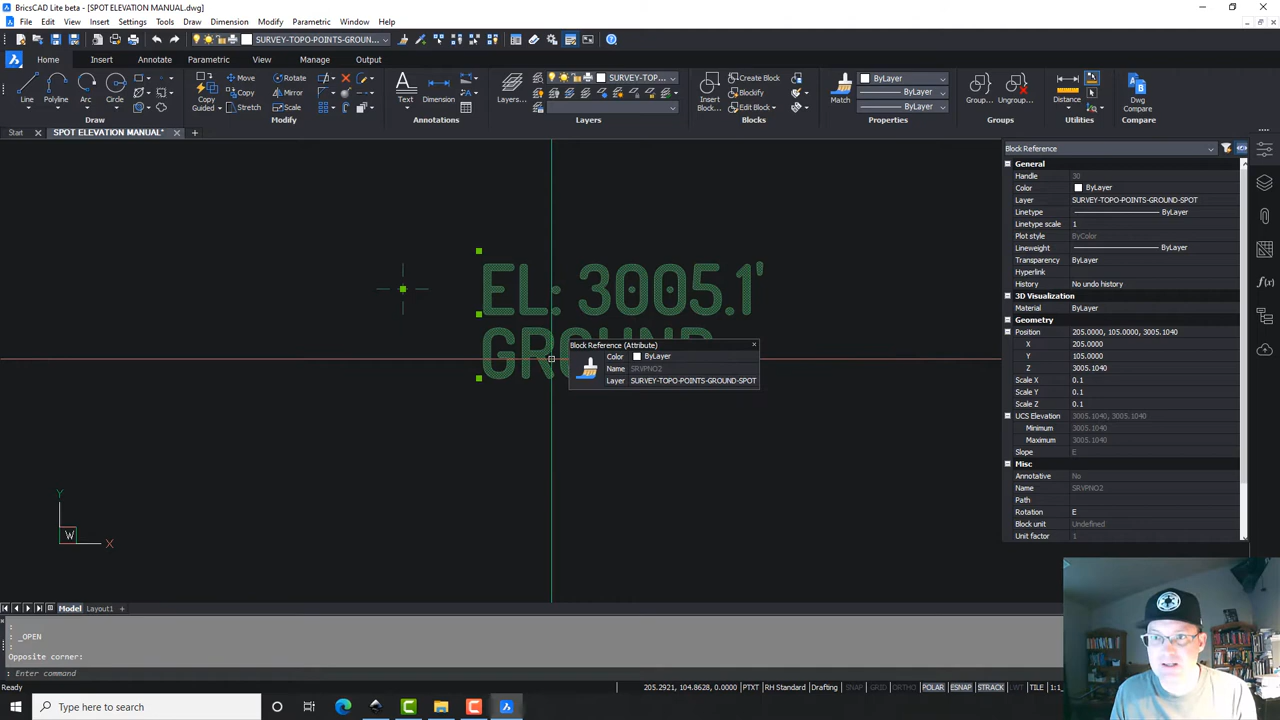 BricsCAD Lite beta - [SPOT ELEVATION MANUAL.dwg]
File Edit View Insert Settings Tools Draw Dimension Modify Parametric Window Help
SURVEY-TOPO-POINTS-GROUN...
Home Insert Annotate Parametric View Manage Output
Line Polyline Arc Circle
Copy Guided Move Copy Stretch Rotate Mirror Scale
Text Dimension
Layers... SURVEY-TOP...
Insert Block... Create Block Blockify Edit Block
Match ByLayer ByLayer ByLayer
Group... Ungroup...
Distance
Dwg Compare
Draw Modify Annotations Layers Blocks Properties Groups Utilities Compare
Start SPOT ELEVATION MANUAL*
EL: 3005.1'
GROUND
Block Reference (Attribute)
Color ByLayer
Name SRVPNO2
Layer SURVEY-TOPO-POINTS-GROUND-SPOT
Y
W
X
Block Reference
General
Handle 30
Color ByLayer
Layer SURVEY-TOPO-POINTS-GROUND-SPOT
Linetype ByLayer
Linetype scale 1
Plot style ByColor
Lineweight ByLayer
Transparency ByLayer
Hyperlink
History No undo history
3D Visualization
Material ByLayer
Geometry
Position 205.0000, 105.0000, 3005.1040
X 205.0000
Y 105.0000
Z 3005.1040
Scale X 0.1
Scale Y 0.1
Scale Z 0.1
UCS Elevation 3005.1040, 3005.1040
Minimum 3005.1040
Maximum 3005.1040
Slope E
Misc
Annotative No
Name SRVPNO2
Path
Rotation E
Block unit Undefined
Unit factor 1
Model Layout1
:
: _OPEN
:
Opposite corner:
: Enter command
Ready
205.2921, 104.8628, 0.0000 PTXT RH Standard Drafting SNAP GRID ORTHO POLAR ESNAP STRACK LWT TILE 1:1
Type here to search